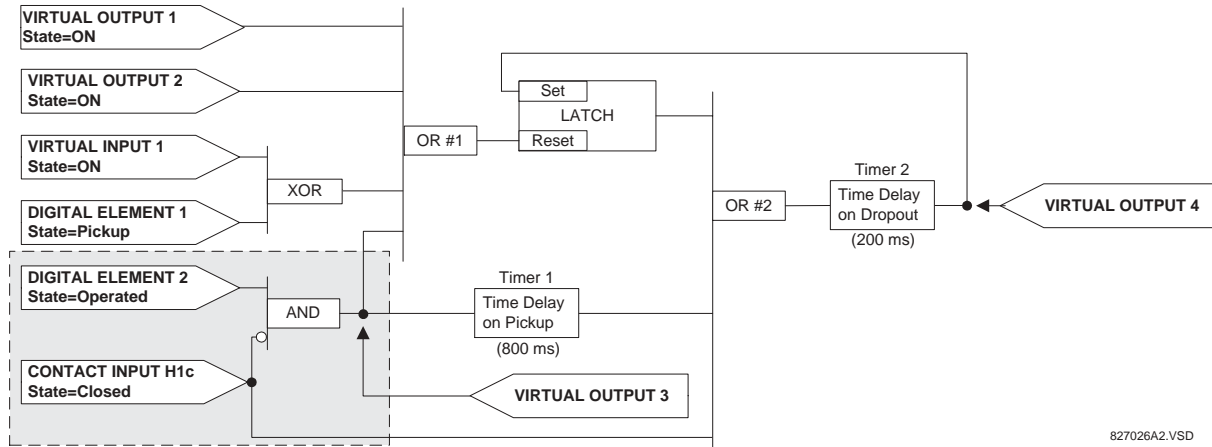 VIRTUAL OUTPUT 1
State=ON
VIRTUAL OUTPUT 2
State=ON
VIRTUAL INPUT 1
State=ON
DIGITAL ELEMENT 1
State=Pickup
DIGITAL ELEMENT 2
State=Operated
CONTACT INPUT H1c
State=Closed
XOR
AND
OR #1
Set
LATCH
Reset
Timer 1
Time Delay
on Pickup
(800 ms)
VIRTUAL OUTPUT 3
OR #2
Timer 2
Time Delay
on Dropout
(200 ms)
VIRTUAL OUTPUT 4
827026A2.VSD